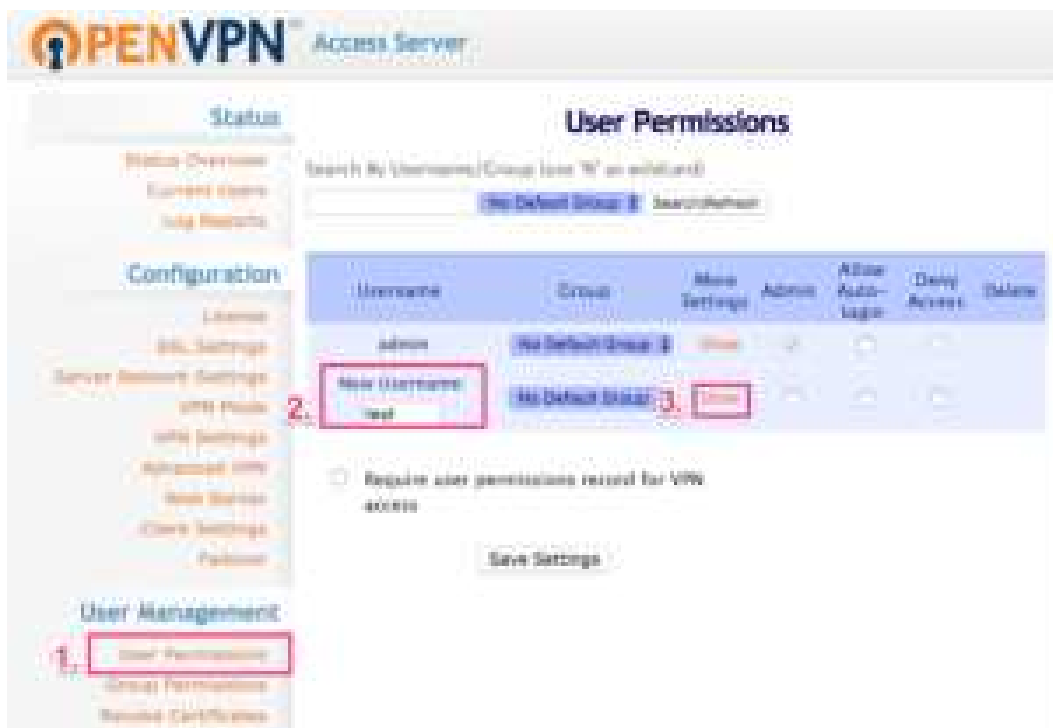 OPENVPN™ Access Server
Status
Status Overview
Current Users
Log Reports
Configuration
License
SSL Settings
Server Network Settings
VPN Mode
VPN Settings
Advanced VPN
Web Server
Client Settings
Failover
User Management
1. User Permissions
Group Permissions
Revoke Certificates
User Permissions
Search By Username/Group (use '%' as wildcard)
No Default Group Search/Refresh
Username Group More Settings Admin Allow Auto-login Deny Access Delete
admin No Default Group Show
New Username:
2. test No Default Group 3. Show
Require user permissions record for VPN
access
Save Settings